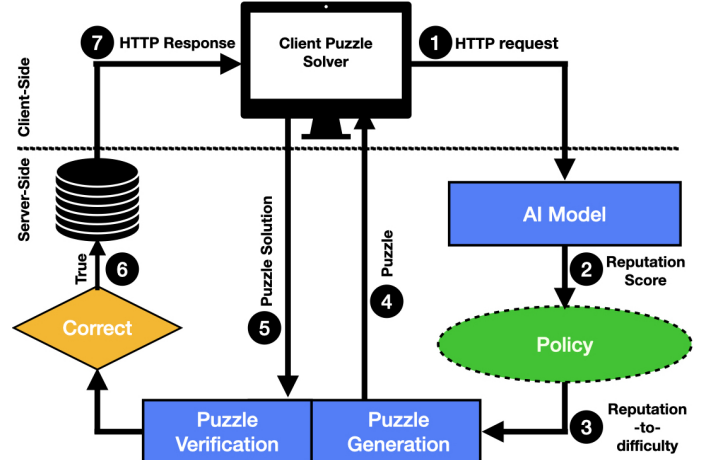 7
HTTP Response
Client Puzzle
Solver
1
HTTP request
Client-Side
Server-Side
AI Model
2
Reputation
Score
True
6
Puzzle Solution
5
Puzzle
4
Correct
Policy
3
Reputation
-to-
difficulty
Puzzle
Verification
Puzzle
Generation